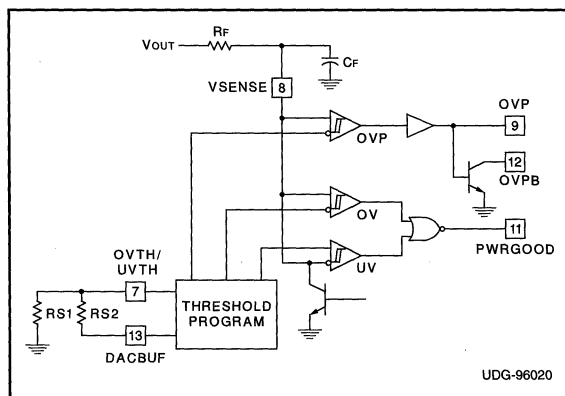 VOUT
RF
CF
VSENSE 8
OVP
OVP
9
12
OVPB
OV
11
PWRGOOD
UV
OVTH/
UVTH
7
THRESHOLD
PROGRAM
RS1
RS2
13
DACBUF
UDG-96020